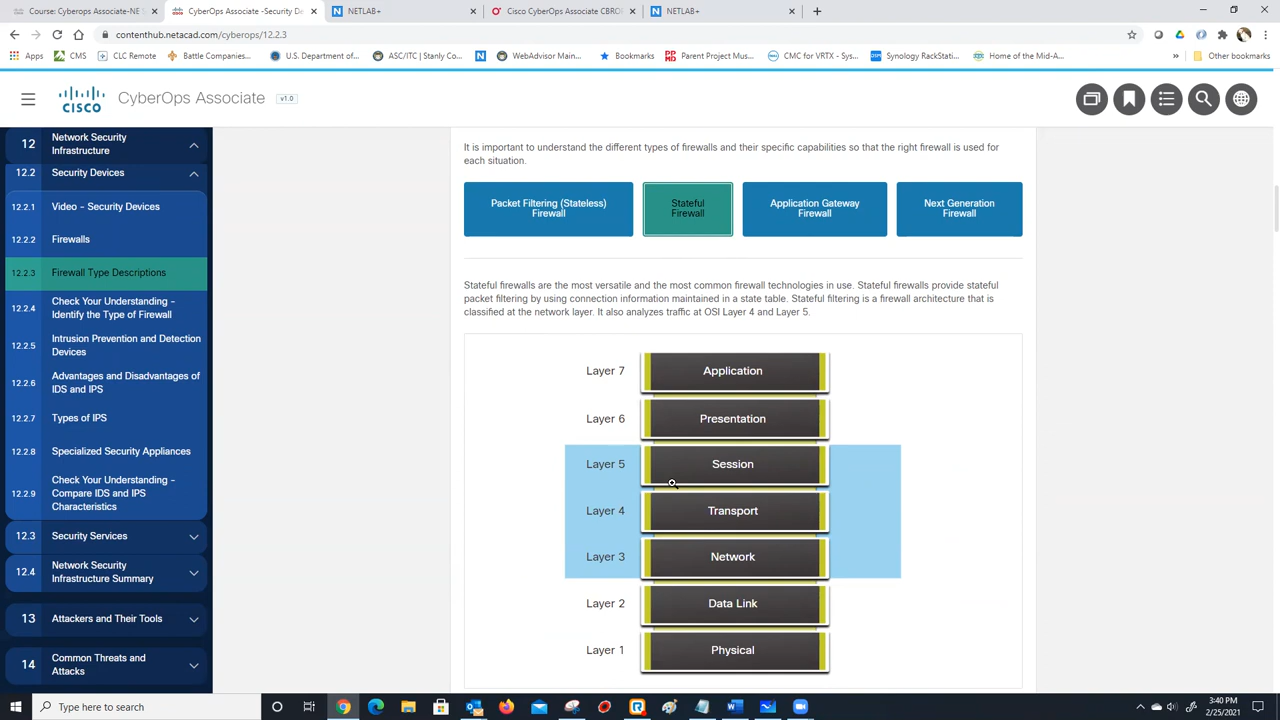 Course: Cyberops Associate-NE S
CyberOps Associate -Security De
NETLAB+
Cisco CyberOps Associate CBROP
NETLAB+
contenthub.netacad.com/cyberops/12.2.3
Apps
CMS
CLC Remote
Battle Companies...
U.S. Department of...
ASC/ITC | Stanly Co...
WebAdvisor Main...
Bookmarks
Parent Project Mus...
CMC for VRTX - Sys...
Synology RackStati...
Home of the Mid-A...
»
Other bookmarks
CISCO
CyberOps Associate
v1.0
12
Network Security
Infrastructure
12.2
Security Devices
12.2.1
Video - Security Devices
12.2.2
Firewalls
12.2.3
Firewall Type Descriptions
12.2.4
Check Your Understanding -
Identify the Type of Firewall
12.2.5
Intrusion Prevention and Detection
Devices
12.2.6
Advantages and Disadvantages of
IDS and IPS
12.2.7
Types of IPS
12.2.8
Specialized Security Appliances
12.2.9
Check Your Understanding -
Compare IDS and IPS
Characteristics
12.3
Security Services
12.4
Network Security
Infrastructure Summary
13
Attackers and Their Tools
14
Common Threats and
Attacks
It is important to understand the different types of firewalls and their specific capabilities so that the right firewall is used for
each situation.
Packet Filtering (Stateless)
Firewall
Stateful
Firewall
Application Gateway
Firewall
Next Generation
Firewall
Stateful firewalls are the most versatile and the most common firewall technologies in use. Stateful firewalls provide stateful
packet filtering by using connection information maintained in a state table. Stateful filtering is a firewall architecture that is
classified at the network layer. It also analyzes traffic at OSI Layer 4 and Layer 5.
Layer 7 Application
Layer 6 Presentation
Layer 5 Session
Layer 4 Transport
Layer 3 Network
Layer 2 Data Link
Layer 1 Physical
Type here to search
3:40 PM
2/25/2021